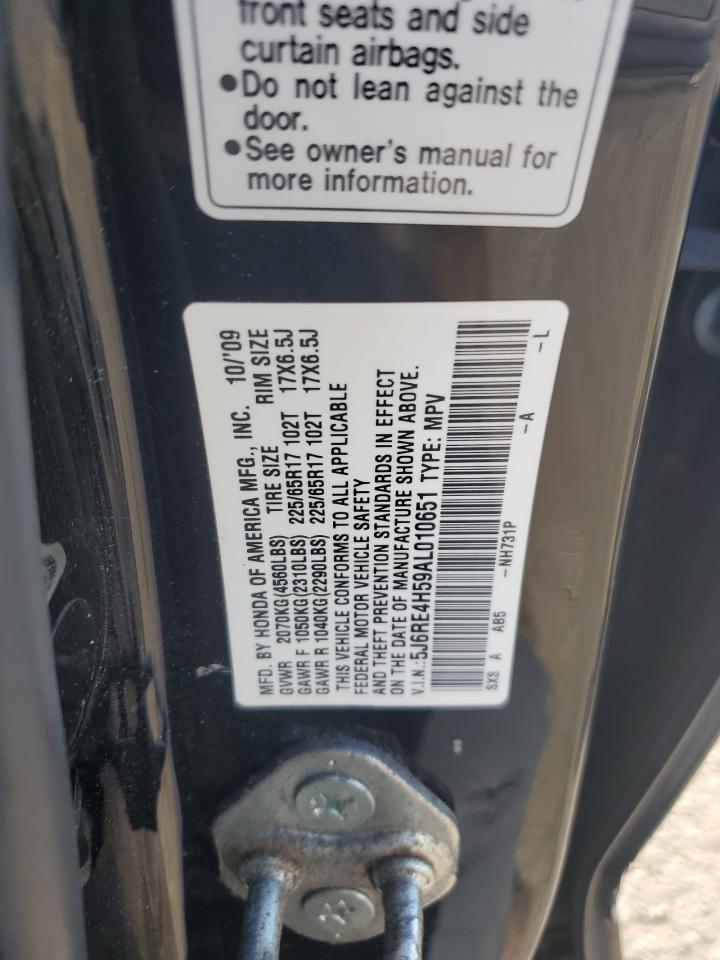 front seats and side
curtain airbags.
●Do not lean against the
door.
●See owner's manual for
more information.
MFD. BY HONDA OF AMERICA MFG., INC. 10/'09
GVWR 2070KG(4560LBS) TIRE SIZE RIM SIZE
GAWR F 1050KG(2310LBS) 225/65R17 102T 17X6.5J
GAWR R 1040KG(2290LBS) 225/65R17 102T 17X6.5J
THIS VEHICLE CONFORMS TO ALL APPLICABLE
FEDERAL MOTOR VEHICLE SAFETY
AND THEFT PREVENTION STANDARDS IN EFFECT
ON THE DATE OF MANUFACTURE SHOWN ABOVE.
V.I.N.:5J6RE4H59AL010651 TYPE: MPV
SXS A AB5 -NH731P -A -L